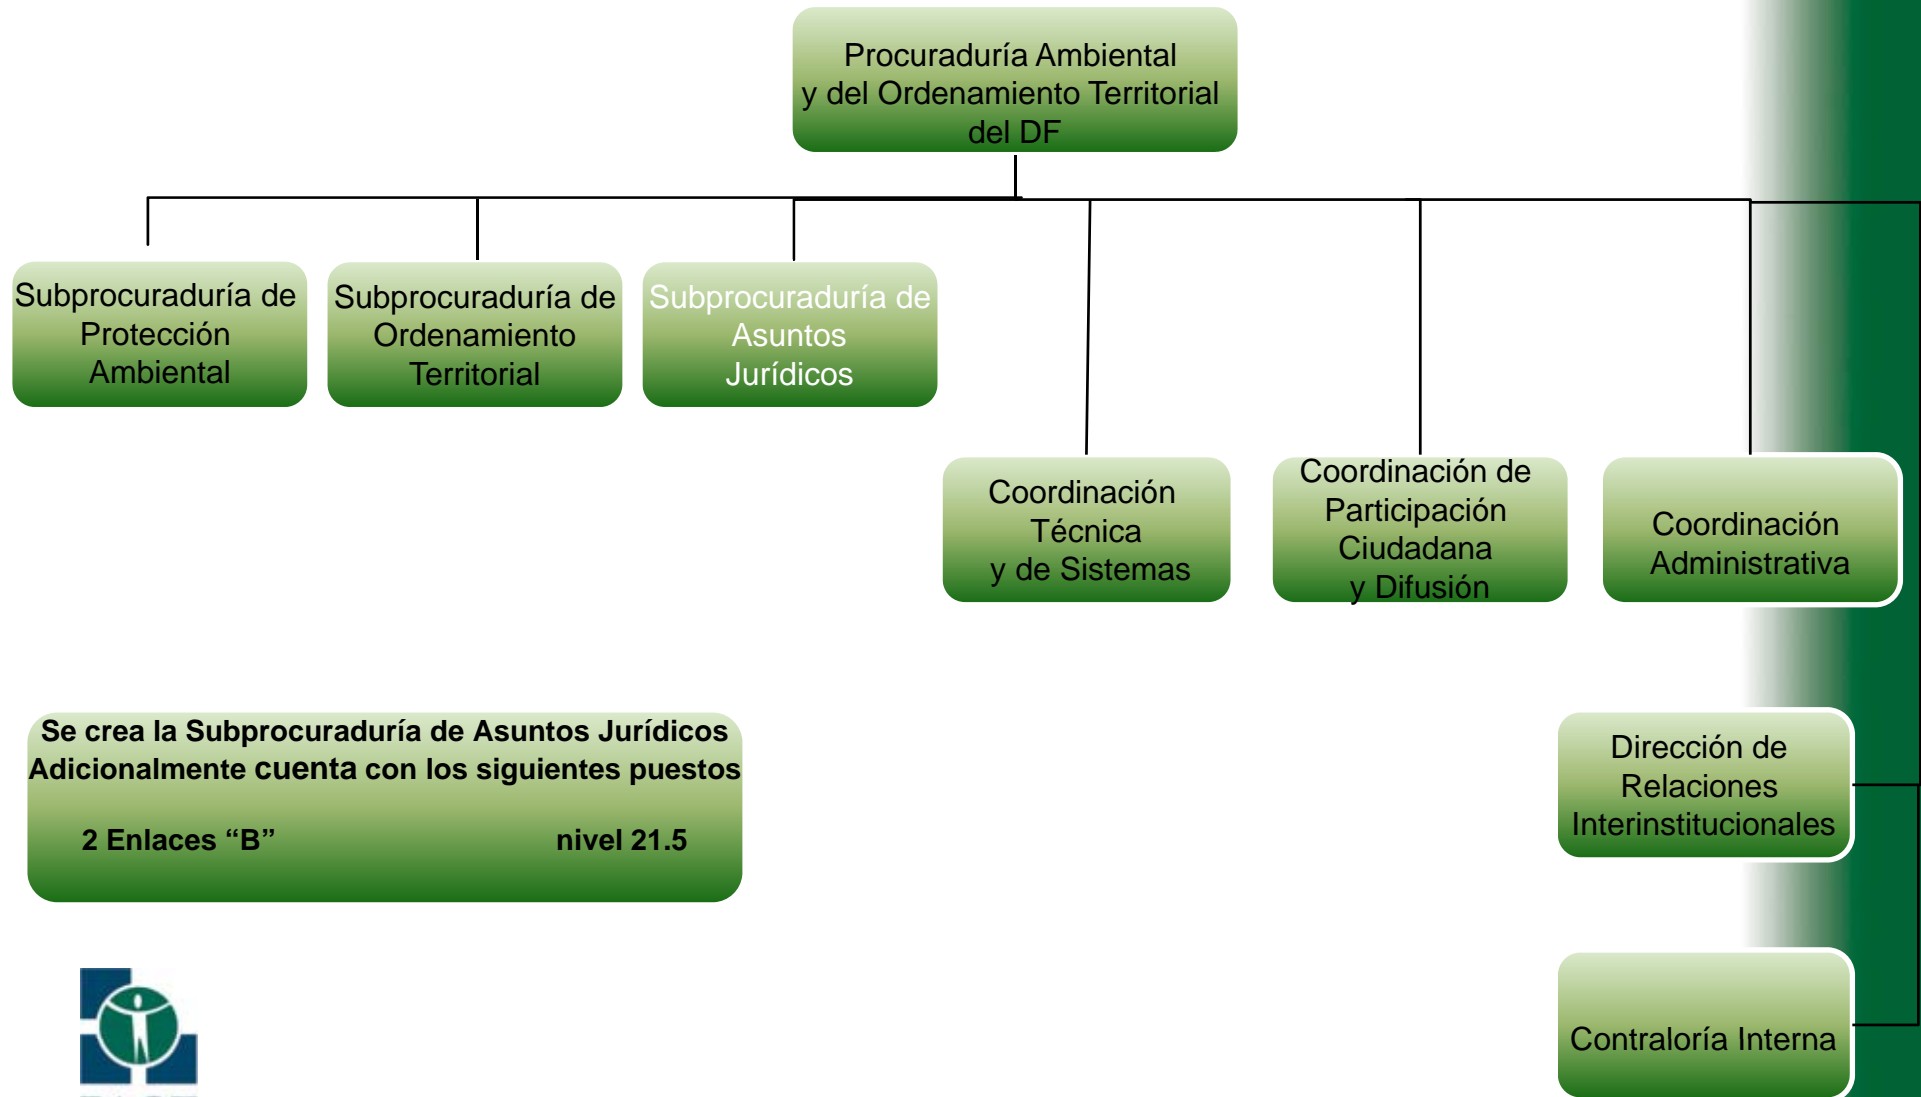 Procuraduría Ambiental
y del Ordenamiento Territorial
del DF
Subprocuraduría de
Protección
Ambiental
Subprocuraduría de
Ordenamiento
Territorial
Subprocuraduría de
Asuntos
Jurídicos
Coordinación
Técnica
y de Sistemas
Coordinación de
Participación
Ciudadana
y Difusión
Coordinación
Administrativa
Se crea la Subprocuraduría de Asuntos Jurídicos
Adicionalmente cuenta con los siguientes puestos
2 Enlaces “B” nivel 21.5
Dirección de
Relaciones
Interinstitucionales
Contraloría Interna